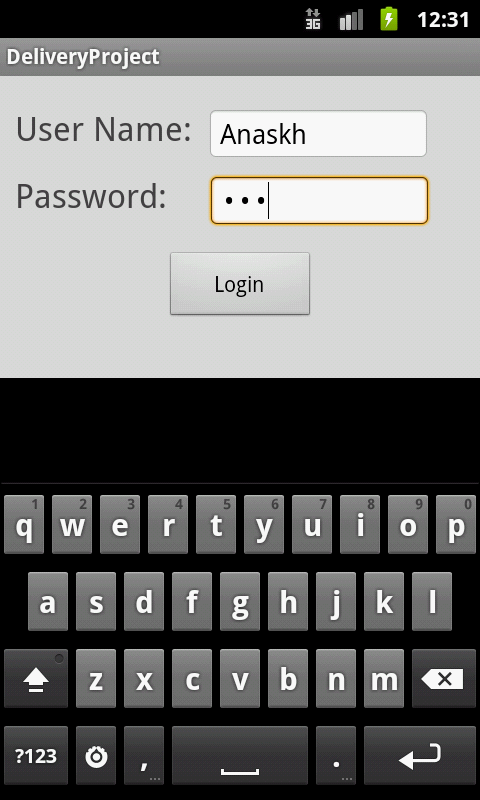 3G 12:31
DeliveryProject
User Name: Anaskh
Password: •••
Login
1 2 3 4 5 6 7 8 9 0
q w e r t y u i o p
a s d f g h j k l
z x c v b n m
?123 , ... . ...